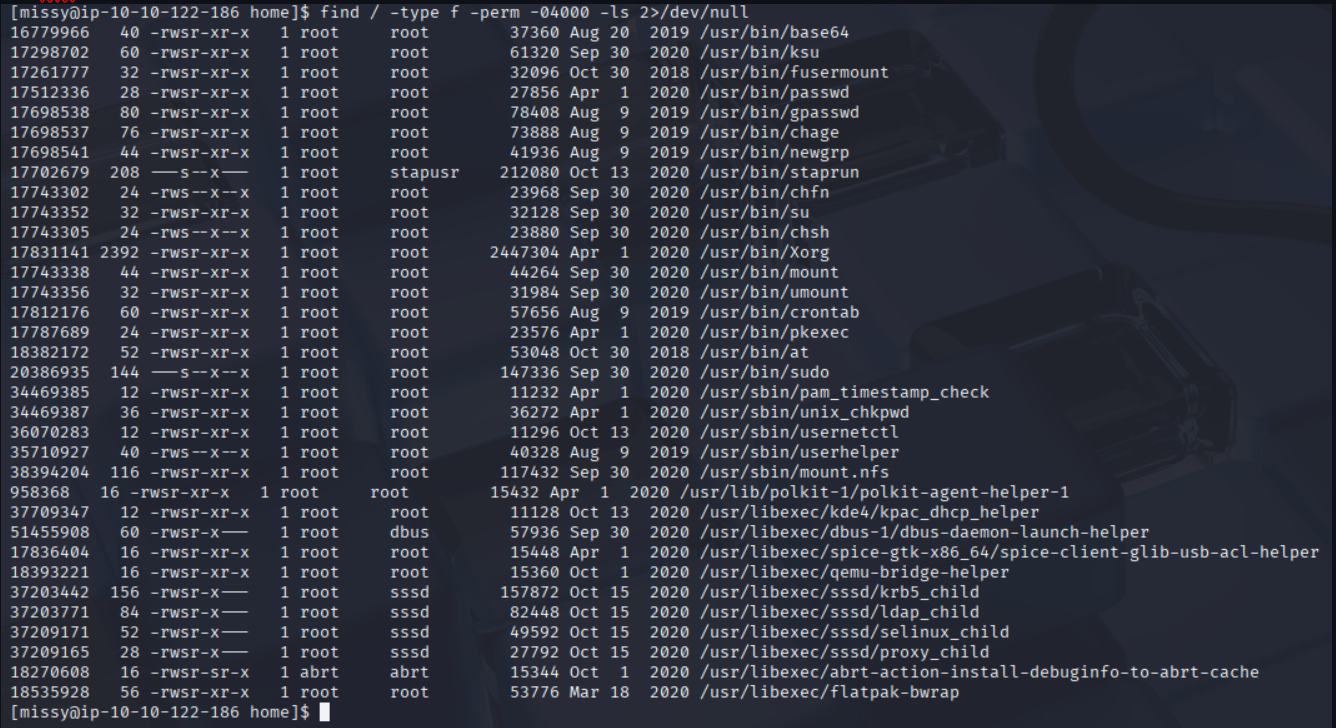 [missy@ip-10-10-122-186 home]$ find / -type f -perm -04000 -ls 2>/dev/null
16779966   40 -rwsr-xr-x   1 root     root        37360 Aug 20  2019 /usr/bin/base64
17298702   60 -rwsr-xr-x   1 root     root        61320 Sep 30  2020 /usr/bin/ksu
17261777   32 -rwsr-xr-x   1 root     root        32096 Oct 30  2018 /usr/bin/fusermount
17512336   28 -rwsr-xr-x   1 root     root        27856 Apr  1  2020 /usr/bin/passwd
17698538   80 -rwsr-xr-x   1 root     root        78408 Aug  9  2019 /usr/bin/gpasswd
17698537   76 -rwsr-xr-x   1 root     root        73888 Aug  9  2019 /usr/bin/chage
17698541   44 -rwsr-xr-x   1 root     root        41936 Aug  9  2019 /usr/bin/newgrp
17702679  208 ---s--x---   1 root     stapusr    212080 Oct 13  2020 /usr/bin/staprun
17743302   24 -rws--x--x   1 root     root        23968 Sep 30  2020 /usr/bin/chfn
17743352   32 -rwsr-xr-x   1 root     root        32128 Sep 30  2020 /usr/bin/su
17743305   24 -rws--x--x   1 root     root        23880 Sep 30  2020 /usr/bin/chsh
17831141 2392 -rwsr-xr-x   1 root     root      2447304 Apr  1  2020 /usr/bin/Xorg
17743338   44 -rwsr-xr-x   1 root     root        44264 Sep 30  2020 /usr/bin/mount
17743356   32 -rwsr-xr-x   1 root     root        31984 Sep 30  2020 /usr/bin/umount
17812176   60 -rwsr-xr-x   1 root     root        57656 Aug  9  2019 /usr/bin/crontab
17787689   24 -rwsr-xr-x   1 root     root        23576 Apr  1  2020 /usr/bin/pkexec
18382172   52 -rwsr-xr-x   1 root     root        53048 Oct 30  2018 /usr/bin/at
20386935  144 ---s--x--x   1 root     root       147336 Sep 30  2020 /usr/bin/sudo
34469385   12 -rwsr-xr-x   1 root     root        11232 Apr  1  2020 /usr/sbin/pam_timestamp_check
34469387   36 -rwsr-xr-x   1 root     root        36272 Apr  1  2020 /usr/sbin/unix_chkpwd
36070283   12 -rwsr-xr-x   1 root     root        11296 Oct 13  2020 /usr/sbin/usernetctl
35710927   40 -rws--x--x   1 root     root        40328 Aug  9  2019 /usr/sbin/userhelper
38394204  116 -rwsr-xr-x   1 root     root       117432 Sep 30  2020 /usr/sbin/mount.nfs
958368   16 -rwsr-xr-x   1 root     root        15432 Apr  1  2020 /usr/lib/polkit-1/polkit-agent-helper-1
37709347   12 -rwsr-xr-x   1 root     root        11128 Oct 13  2020 /usr/libexec/kde4/kpac_dhcp_helper
51455908   60 -rwsr-x---   1 root     dbus        57936 Sep 30  2020 /usr/libexec/dbus-1/dbus-daemon-launch-helper
17836404   16 -rwsr-xr-x   1 root     root        15448 Apr  1  2020 /usr/libexec/spice-gtk-x86_64/spice-client-glib-usb-acl-helper
18393221   16 -rwsr-xr-x   1 root     root        15360 Oct  1  2020 /usr/libexec/qemu-bridge-helper
37203442  156 -rwsr-x---   1 root     sssd       157872 Oct 15  2020 /usr/libexec/sssd/krb5_child
37203771   84 -rwsr-x---   1 root     sssd        82448 Oct 15  2020 /usr/libexec/sssd/ldap_child
37209171   52 -rwsr-x---   1 root     sssd        49592 Oct 15  2020 /usr/libexec/sssd/selinux_child
37209165   28 -rwsr-x---   1 root     sssd        27792 Oct 15  2020 /usr/libexec/sssd/proxy_child
18270608   16 -rwsr-sr-x   1 abrt     abrt        15344 Oct  1  2020 /usr/libexec/abrt-action-install-debuginfo-to-abrt-cache
18535928   56 -rwsr-xr-x   1 root     root        53776 Mar 18  2020 /usr/libexec/flatpak-bwrap
[missy@ip-10-10-122-186 home]$